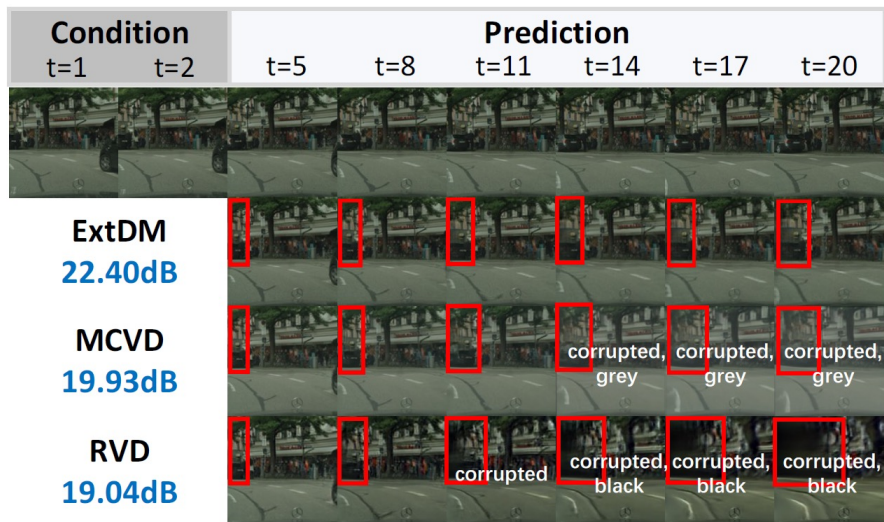 Condition
Prediction
t=1 t=2 t=5 t=8 t=11 t=14 t=17 t=20
ExtDM
22.40dB
MCVD
19.93dB
corrupted, corrupted, corrupted,
grey grey grey
RVD
19.04dB
corrupted corrupted, corrupted, corrupted,
black black black